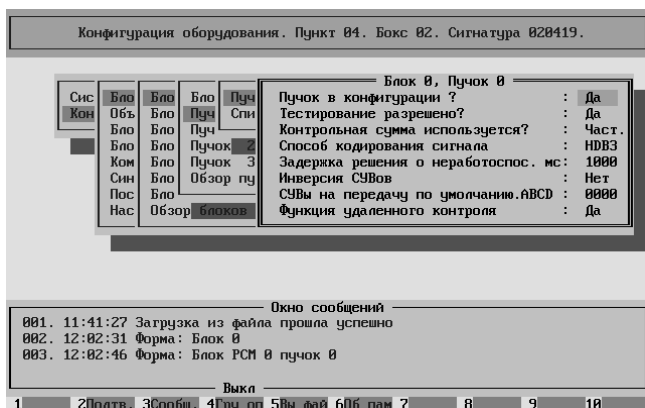 Конфигурация оборудования. Пункт 04. Бокс 02. Сигнатура 020419.
Блок 0, Пучок 0
Сис Бло Бло Бло Пуч Пучок в конфигурации ? : Да
Кон Объ Бло Пуч Спи Тестирование разрешено? : Да
Бло Бло Пуч Контрольная сумма используется? : Част.
Бло Бло Пучок 2 Способ кодирования сигнала : HDB3
Ком Бло Пучок 3 Задержка решения о неработоспос. мс: 1000
Син Бло Обзор пу Инверсия СУВов : Нет
Пос Бло СУВы на передачу по умолчанию.ABCD : 0000
Нас Обзор блоков Функция удаленного контроля : Да
Окно сообщений
001. 11:41:27 Загрузка из файла прошла успешно
002. 12:02:31 Форма: Блок 0
003. 12:02:46 Форма: Блок PCM 0 пучок 0
Выкл
1 2Подтв. 3Сообщ. 4Гру оп 5Вы фай 6Об пам 7 8 9 10